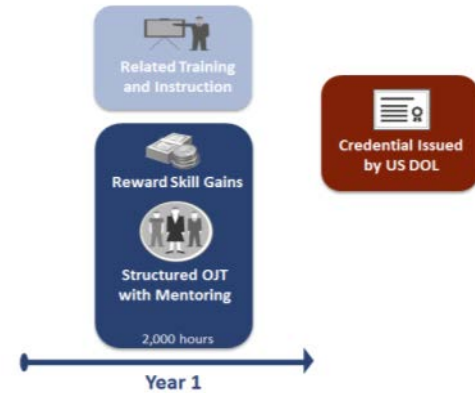 Related Training
and Instruction
Reward Skill Gains
Structured OJT
with Mentoring
2,000 hours
Credential Issued
by US DOL
Year 1